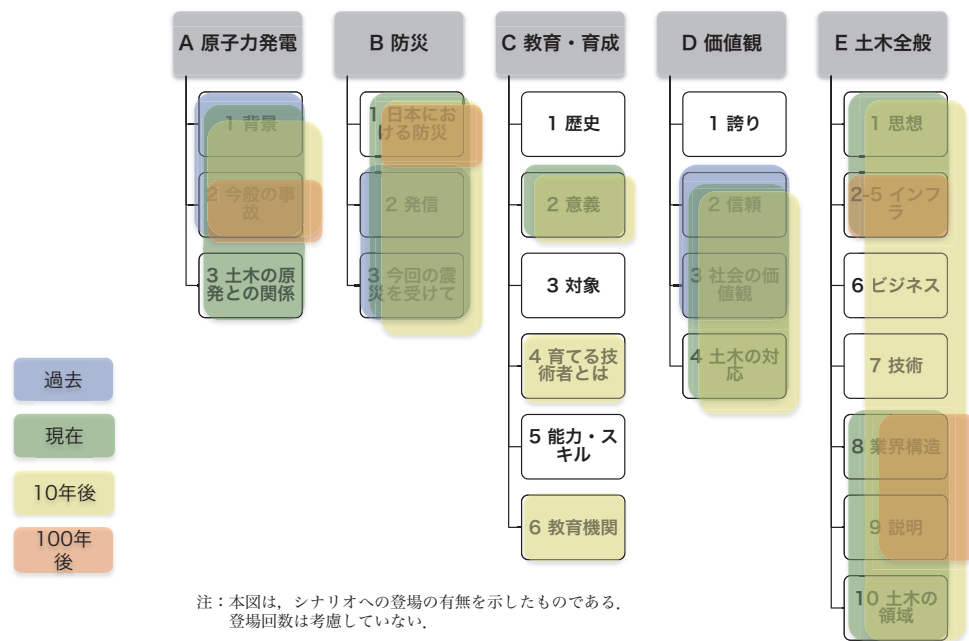 A 原子力発電
1 背景
2 今般の事
故
3 土木の原
発との関係
B 防災
1 日本にお
ける防災
2 発信
3 今回の震
災を受けて
C 教育・育成
1 歴史
2 意義
3 対象
4 育てる技
術者とは
5 能力・ス
キル
6 教育機関
D 価値観
1 誇り
2 信頼
3 社会の価
値観
4 土木の対
応
E 土木全般
1 思想
2-5 インフ
ラ
6 ビジネス
7 技術
8 業界構造
9 説明
10 土木の
領域
過去
現在
10年後
100年
後
注：本図は，シナリオへの登場の有無を示したものである．
登場回数は考慮していない．